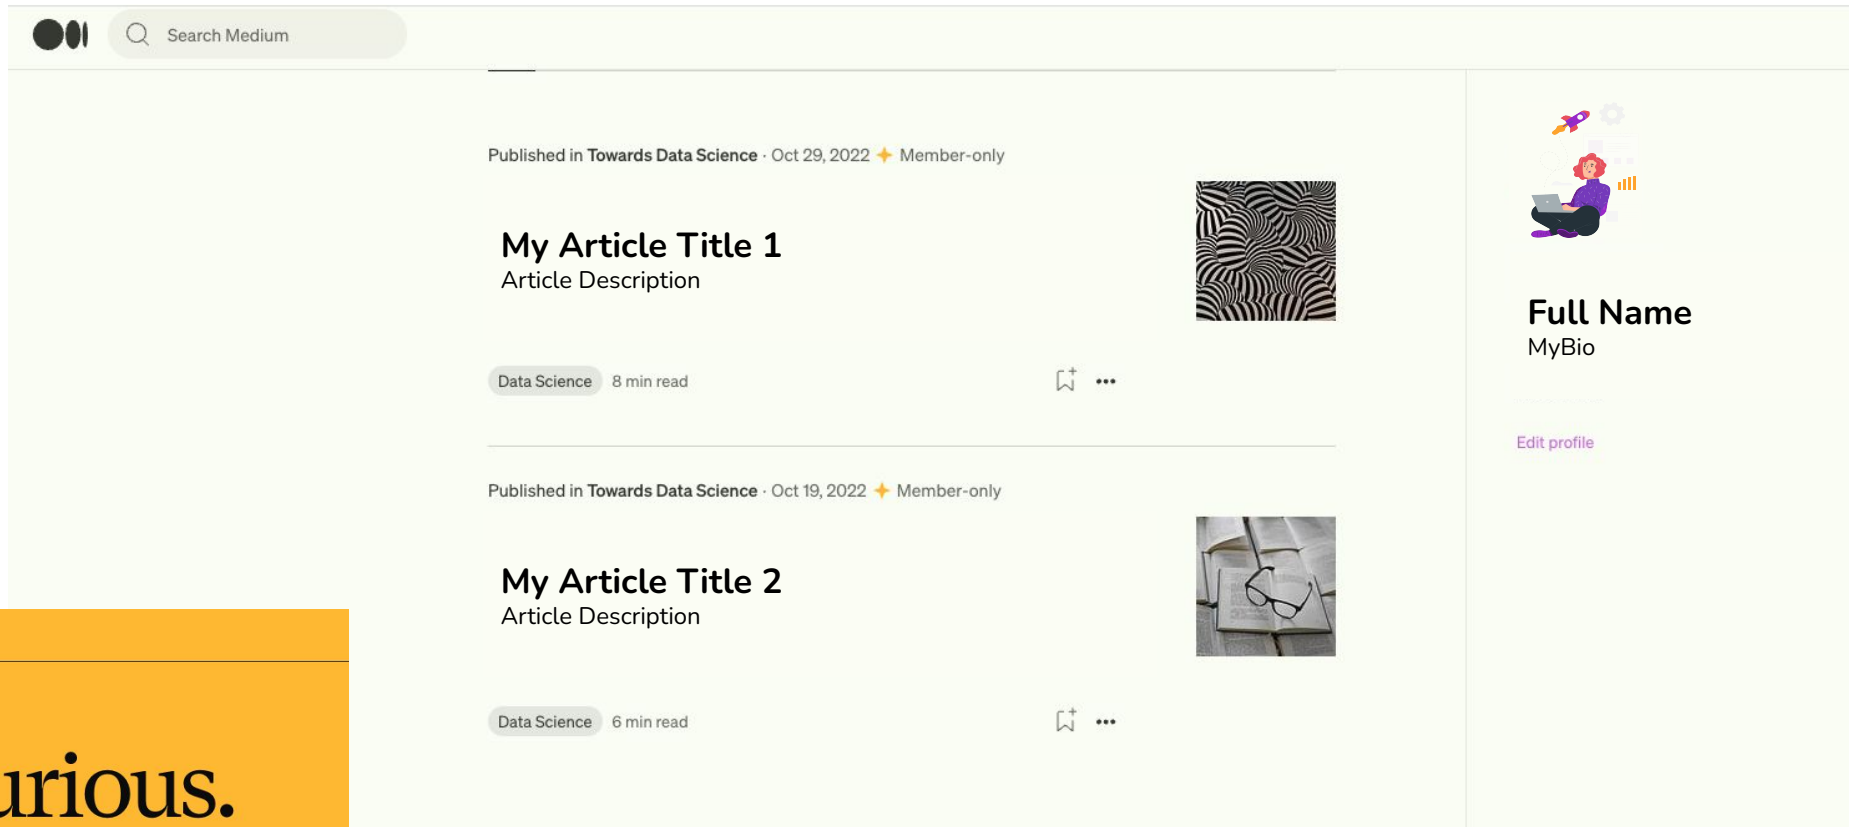 Search Medium
Published in Towards Data Science · Oct 29, 2022 Member-only
My Article Title 1
Article Description
Data Science 8 min read
Published in Towards Data Science · Oct 19, 2022 Member-only
My Article Title 2
Article Description
Data Science 6 min read
Full Name
MyBio
Edit profile
urious.